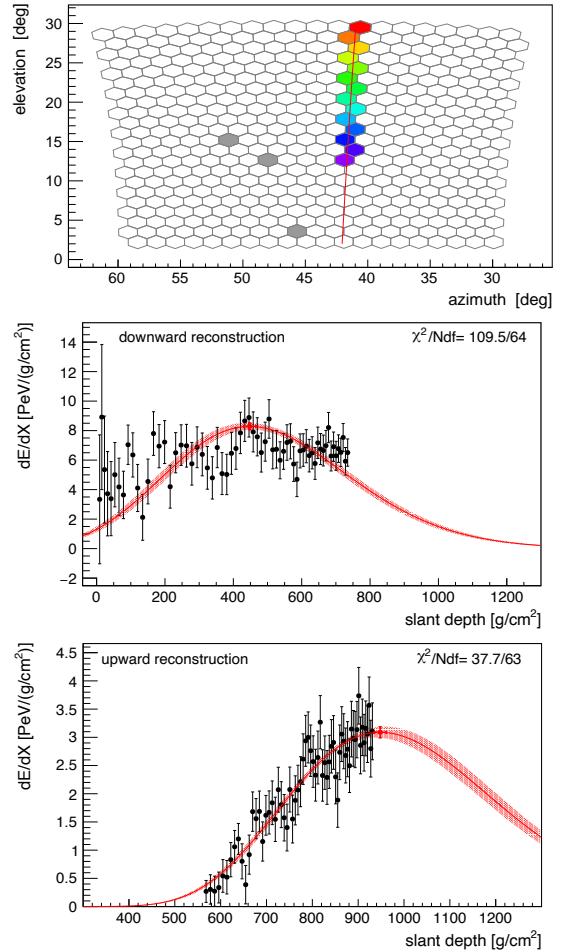 elevation [deg]
30
25
20
15
10
5
0
60 55 50 45 40 35 30
azimuth [deg]
dE/dX [PeV/(g/cm²)]
downward reconstruction
χ²/Ndf= 109.5/64
14
12
10
8
6
4
2
0
−2
0 200 400 600 800 1000 1200
slant depth [g/cm²]
dE/dX [PeV/(g/cm²)]
upward reconstruction
χ²/Ndf= 37.7/63
4.5
4
3.5
3
2.5
2
1.5
1
0.5
0
400 500 600 700 800 900 1000 1100 1200
slant depth [g/cm²]